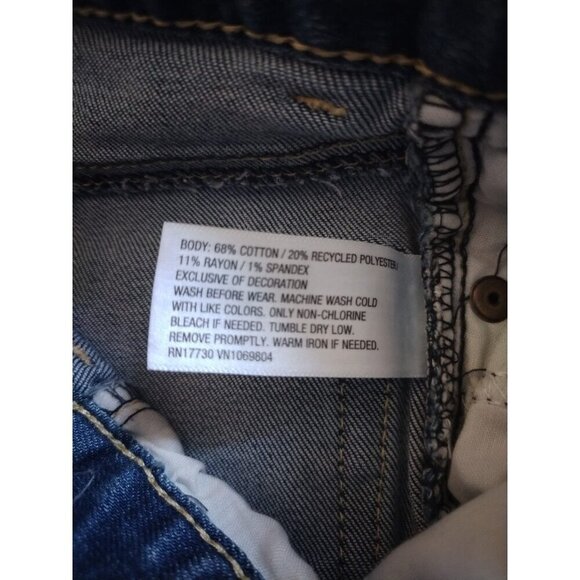 BODY: 68% COTTON / 20% RECYCLED POLYESTER /
11% RAYON / 1% SPANDEX
EXCLUSIVE OF DECORATION
WASH BEFORE WEAR. MACHINE WASH COLD
WITH LIKE COLORS. ONLY NON-CHLORINE
BLEACH IF NEEDED. TUMBLE DRY LOW.
REMOVE PROMPTLY. WARM IRON IF NEEDED.
RN17730 VN1069804